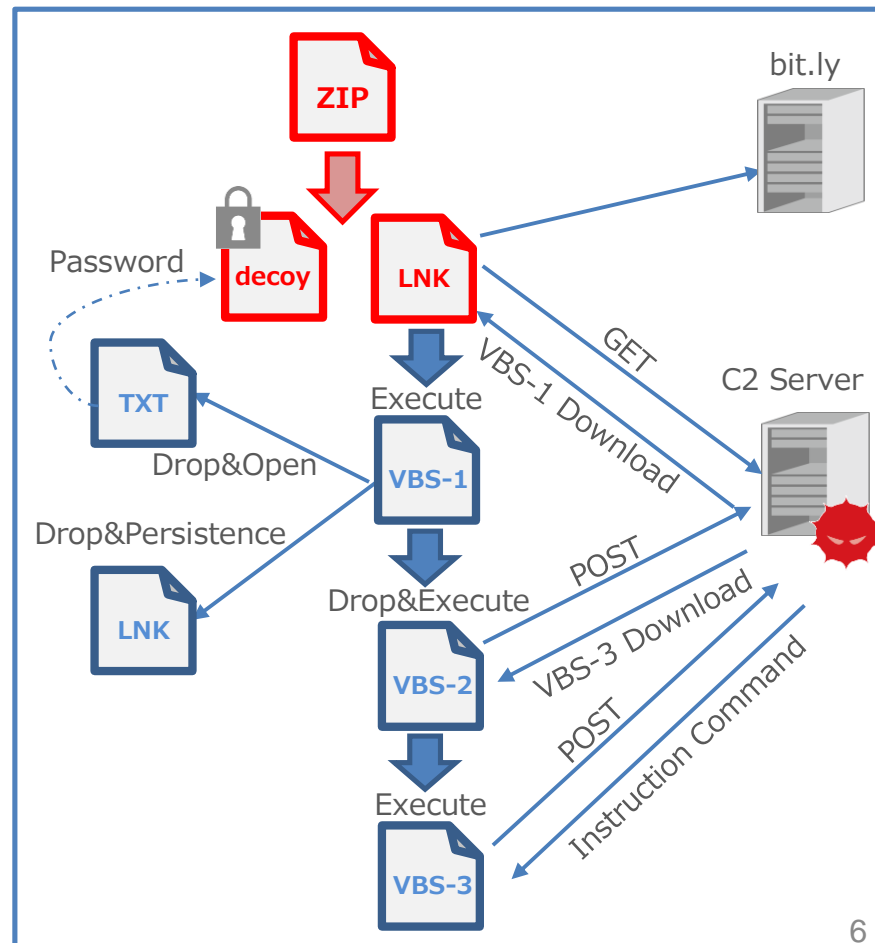 bit.ly
ZIP
Password
decoy
LNK
GET
VBS-1 Download
C2 Server
TXT
Execute
Drop&Open
VBS-1
Drop&Persistence
POST
Drop&Execute
LNK
VBS-3 Download
VBS-2
POST
Instruction Command
Execute
VBS-3
6